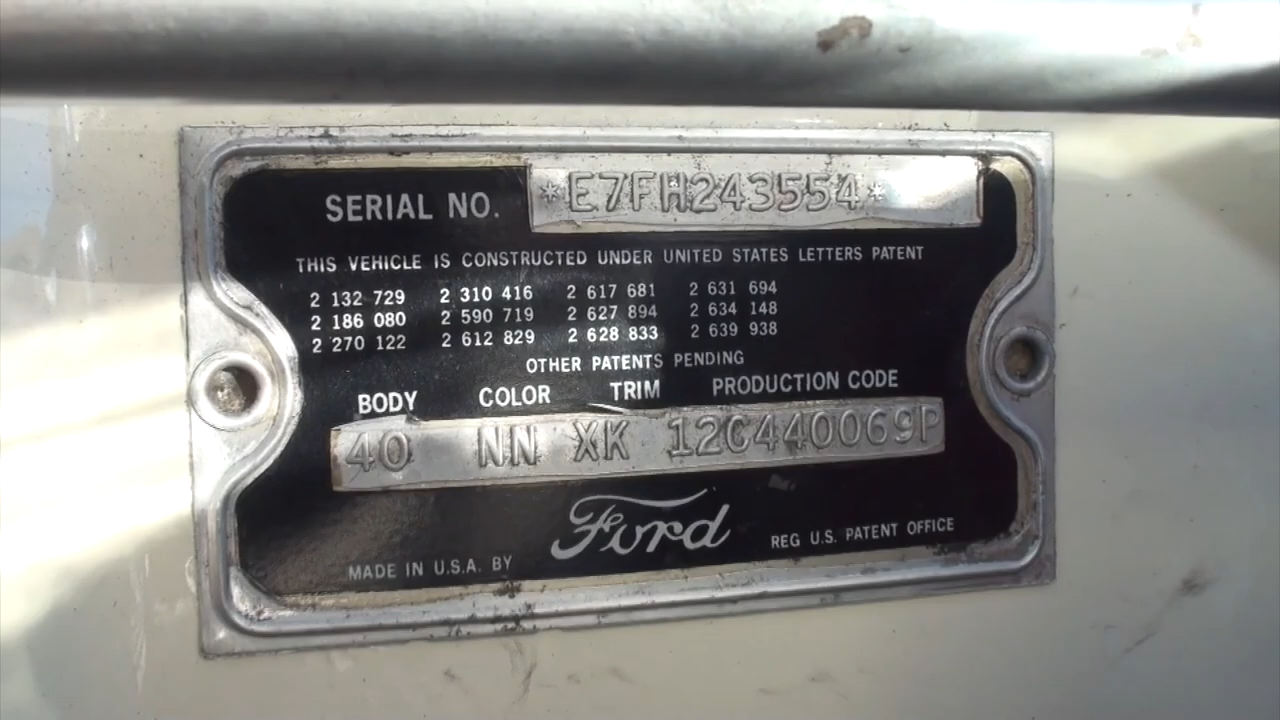 SERIAL NO. *E7FH243554*
THIS VEHICLE IS CONSTRUCTED UNDER UNITED STATES LETTERS PATENT
2 132 729 2 310 416 2 617 681 2 631 694
2 186 080 2 590 719 2 627 894 2 634 148
2 270 122 2 612 829 2 628 833 2 639 938
OTHER PATENTS PENDING
BODY COLOR TRIM PRODUCTION CODE
40 NN XK 12C440069P
MADE IN U.S.A. BY Ford REG U.S. PATENT OFFICE